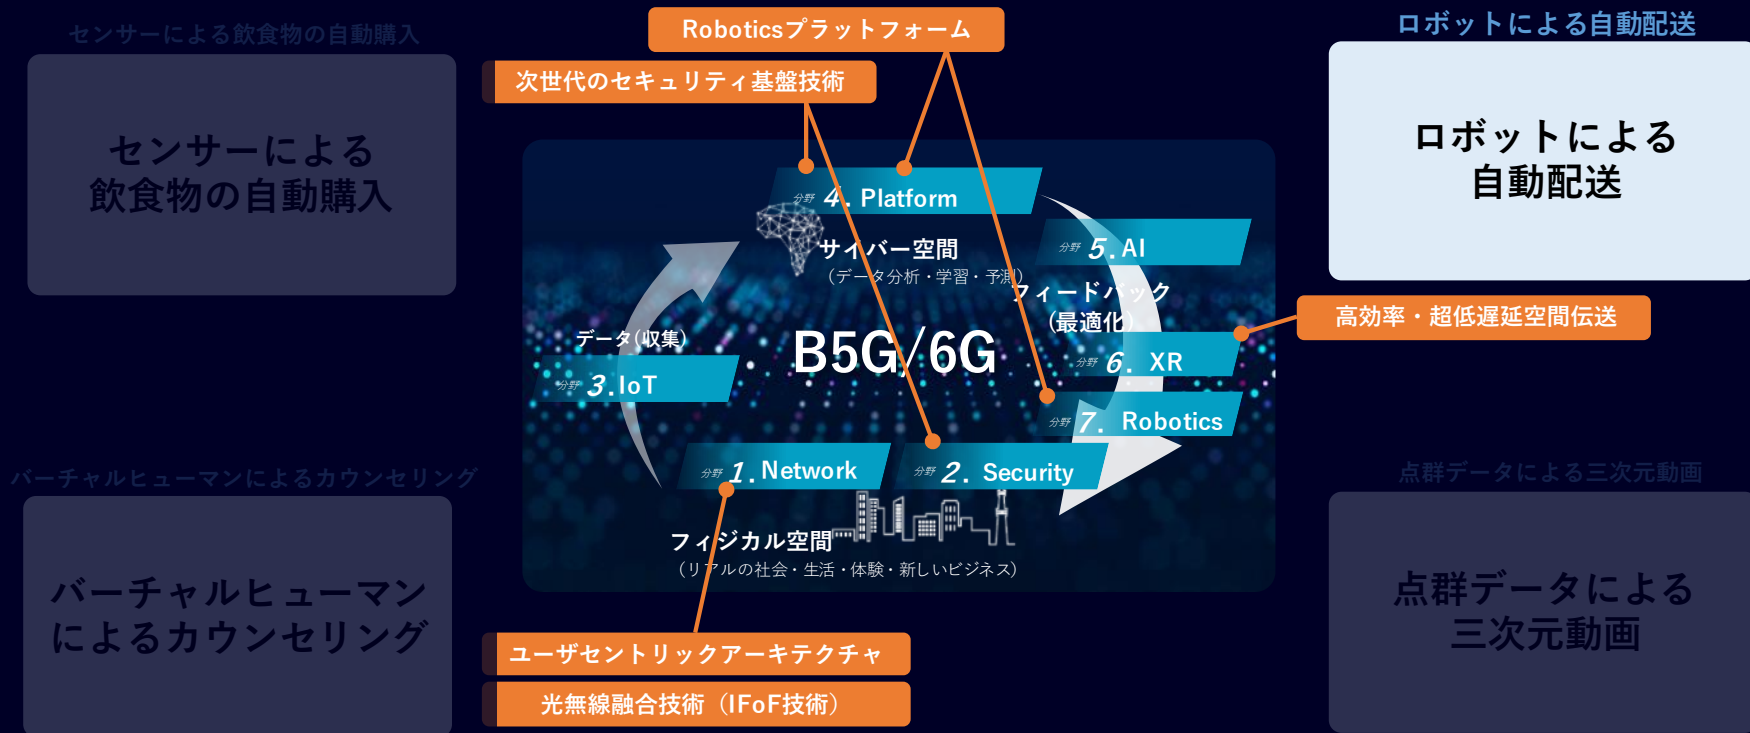 センサーによる飲食物の自動購入
センサーによる
飲食物の自動購入
Roboticsプラットフォーム
次世代のセキュリティ基盤技術
ロボットによる自動配送
ロボットによる
自動配送
分野 4. Platform
サイバー空間
(データ分析・学習・予測)
分野 5. AI
フィードバック
(最適化)
高効率・超低遅延空間伝送
データ(収集)
分野 3.IoT
B5G/6G
分野 6. XR
分野 7. Robotics
分野 1. Network
分野 2. Security
フィジカル空間
(リアルの社会・生活・体験・新しいビジネス)
バーチャルヒューマンによるカウンセリング
バーチャルヒューマン
によるカウンセリング
点群データによる三次元動画
点群データによる
三次元動画
ユーザセントリックアーキテクチャ
光無線融合技術（IFoF技術）